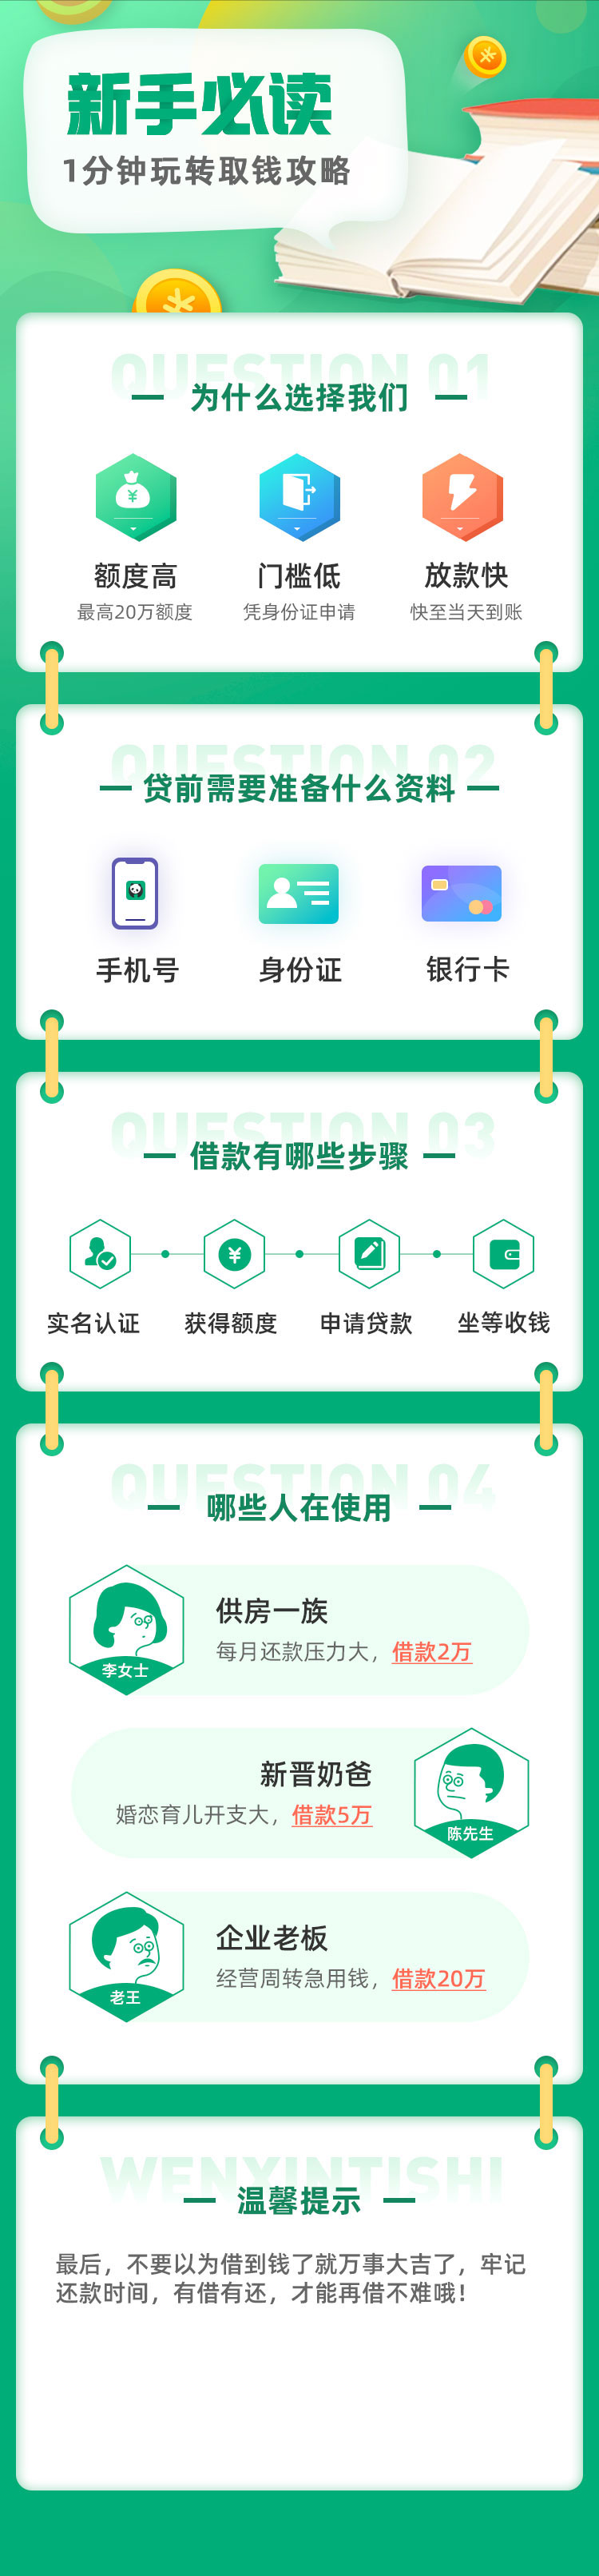 新手必读
1分钟玩转取钱攻略
QUESTION 01
为什么选择我们
额度高
门槛低
放款快
最高20万额度
凭身份证申请
快至当天到账
QUESTION 02
贷前需要准备什么资料
手机号
身份证
银行卡
QUESTION 03
借款有哪些步骤
实名认证
获得额度
申请贷款
坐等收钱
QUESTION 04
哪些人在使用
供房一族
每月还款压力大，借款2万
李女士
新晋奶爸
婚恋育儿开支大，借款5万
陈先生
企业老板
经营周转急用钱，借款20万
老王
WENXINTISHI
温馨提示
最后，不要以为借到钱了就万事大吉了，牢记
还款时间，有借有还，才能再借不难哦！